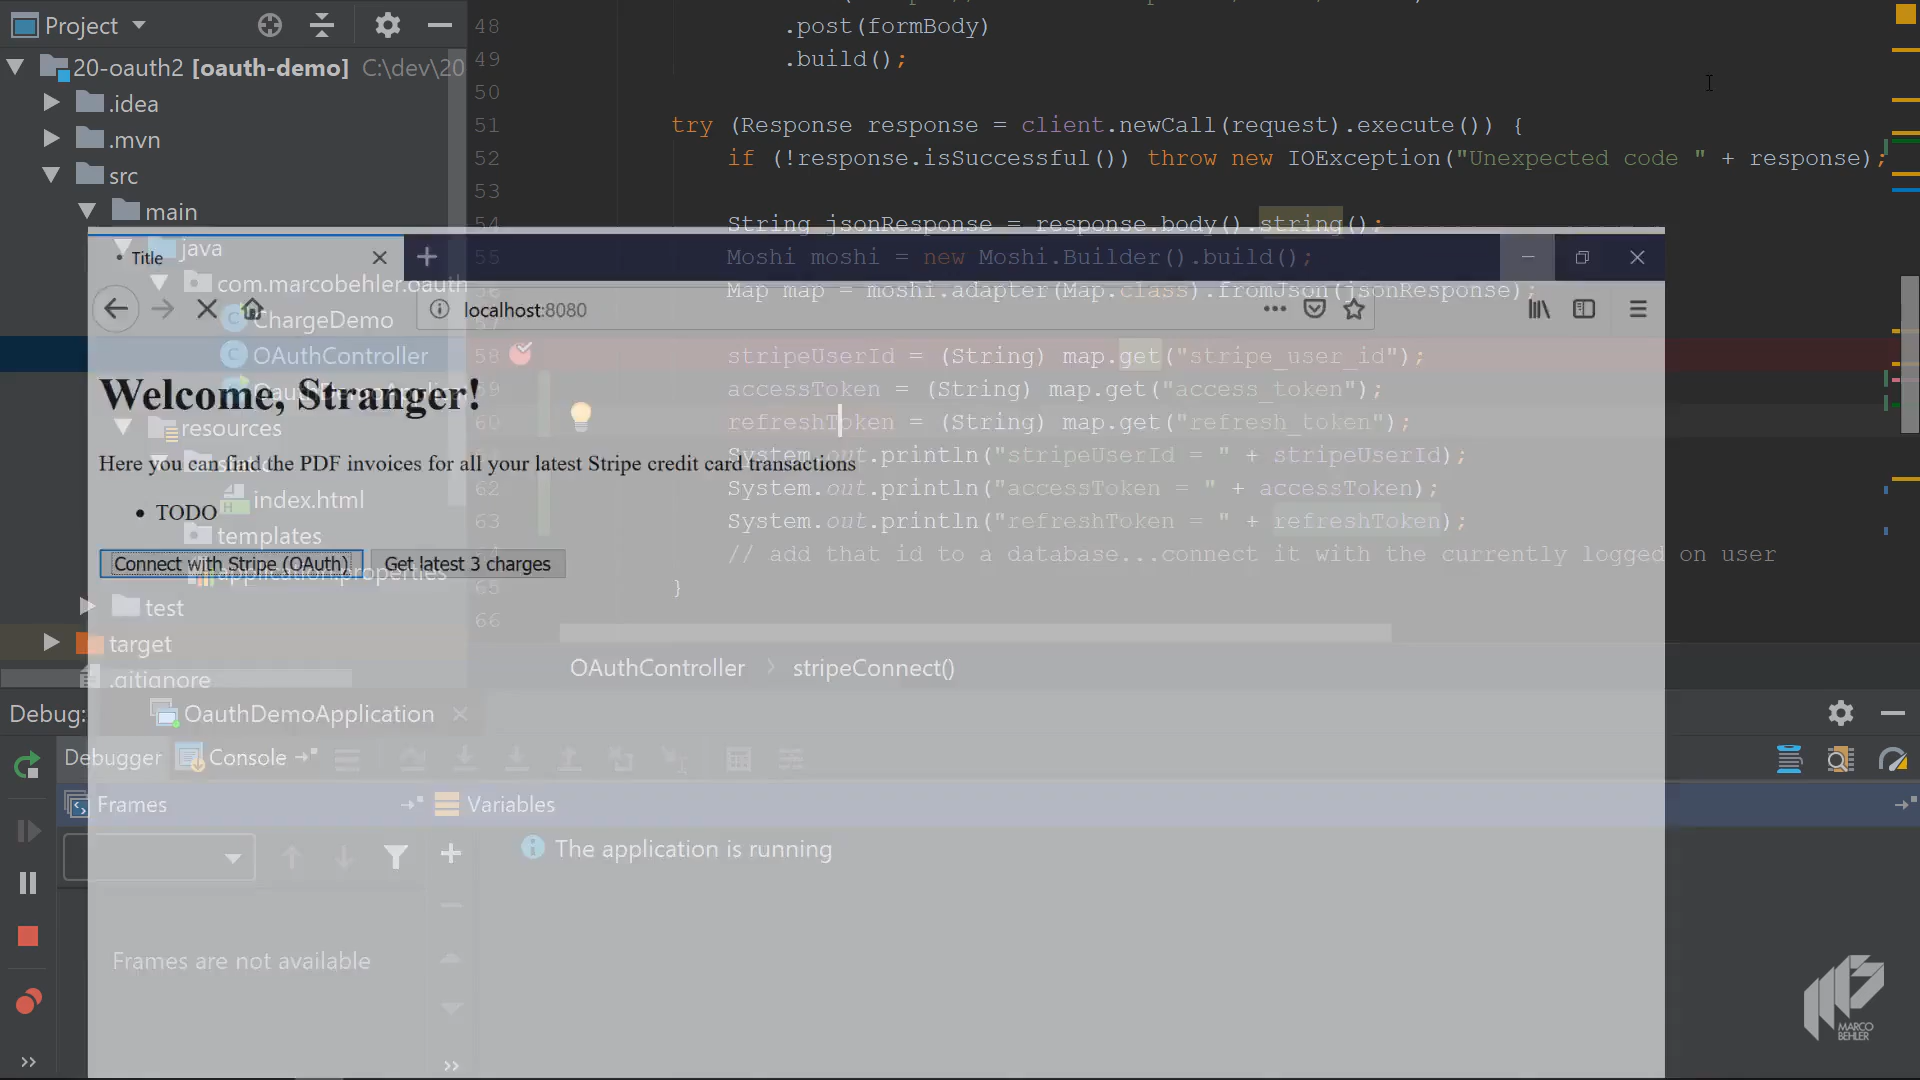 Project
20-oauth2 [oauth-demo] C:\dev\20
.idea
.mvn
src
main
java
com.marcobehler.oauth
ChargeDemo
OAuthController
OauthDemoApplic
resources
index.html
templates
application.properties
test
target
.gitignore
48 .post(formBody)
49 .build();
50
51 try (Response response = client.newCall(request).execute()) {
52 if (!response.isSuccessful()) throw new IOException("Unexpected code " + response);
53
54 String jsonResponse = response.body().string();
55 Moshi moshi = new Moshi.Builder().build();
Map map = moshi.adapter(Map.class).fromJson(jsonResponse);
58 stripeUserId = (String) map.get("stripe_user_id");
59 accessToken = (String) map.get("access_token");
60 refreshToken = (String) map.get("refresh_token");
System.out.println("stripeUserId = " + stripeUserId);
62 System.out.println("accessToken = " + accessToken);
63 System.out.println("refreshToken = " + refreshToken);
// add that id to a database...connect it with the currently logged on user
65 }
66
OAuthController > stripeConnect()
Title
localhost:8080
Welcome, Stranger!
Here you can find the PDF invoices for all your latest Stripe credit card transactions
• TODO
Connect with Stripe (OAuth) Get latest 3 charges
Debug: OauthDemoApplication
Debugger Console
Frames Variables
The application is running
Frames are not available
MARCO
BEHLER